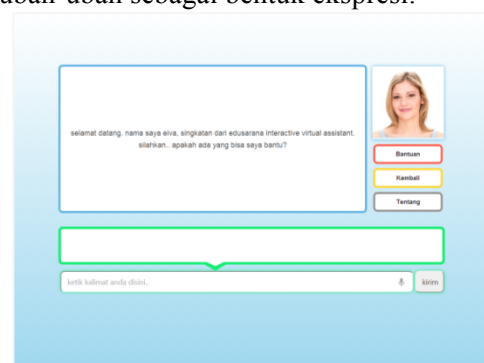 ubah-ubah sebagai bentuk ekspresi.
selamat datang. nama saya eiva, singkatan dari edusarana interactive virtual assistant.
silahkan.. apakah ada yang bisa saya bantu?
Bantuan
Kembali
Tentang
ketik kalimat anda disini..
kirim